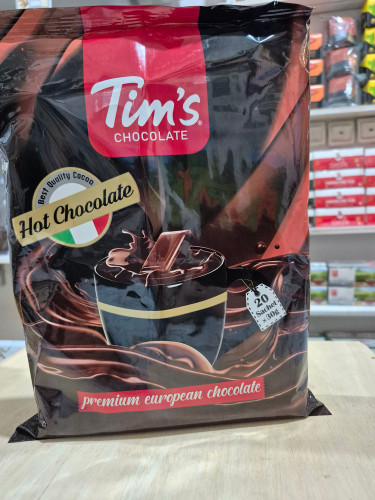 Tim's®
CHOCOLATE
Best Quality Cocoa
Hot Chocolate
20
Sachet
x 30g
premium european chocolate